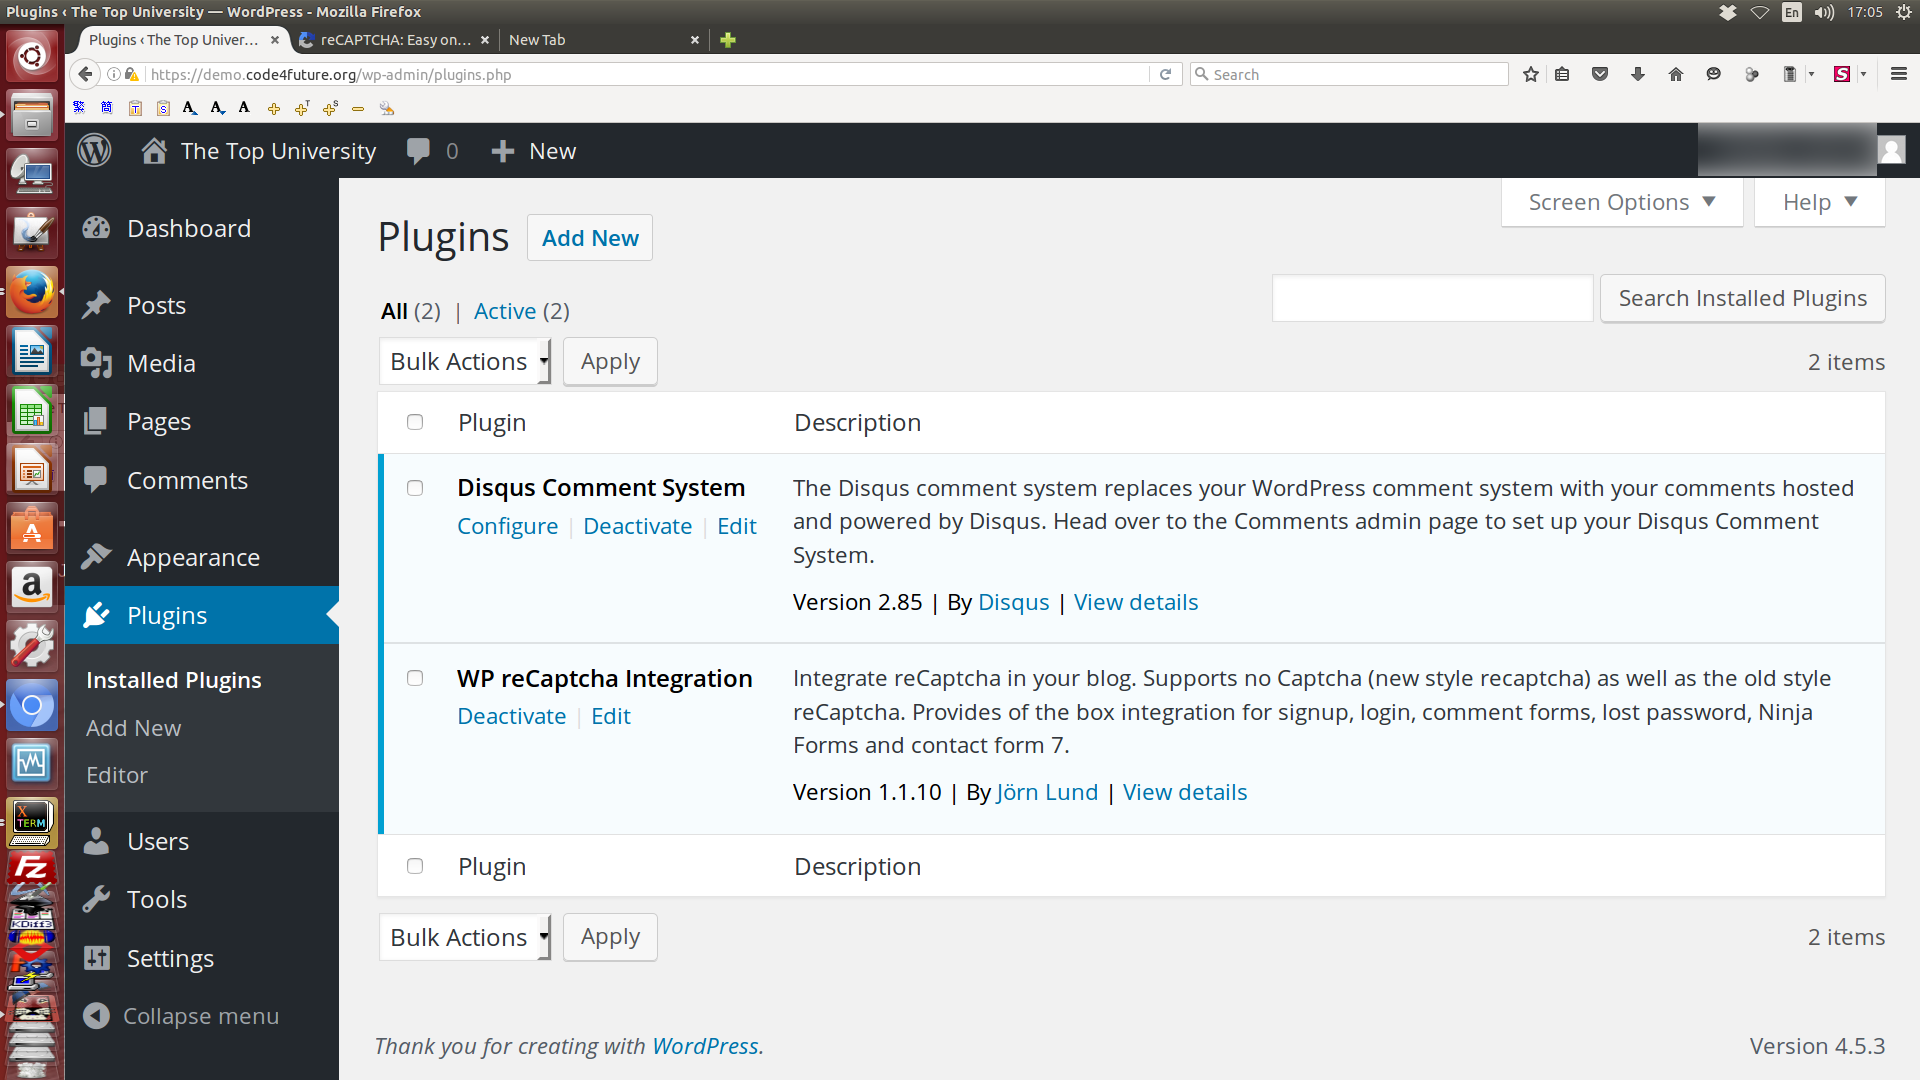 Plugins ‹ The Top University — WordPress - Mozilla Firefox
En
17:05
Plugins ‹ The Top Univer...
reCAPTCHA: Easy on...
New Tab
https://demo.code4future.org/wp-admin/plugins.php
Search
繁 簡 T S A A A T S
The Top University
0
New
Screen Options
Help
Dashboard
Posts
Media
Pages
Comments
Appearance
Plugins
Installed Plugins
Add New
Editor
Users
Tools
Settings
Collapse menu
Plugins
Add New
All (2) | Active (2)
Search Installed Plugins
Bulk Actions
Apply
2 items
Plugin
Description
Disqus Comment System
Configure | Deactivate | Edit
The Disqus comment system replaces your WordPress comment system with your comments hosted
and powered by Disqus. Head over to the Comments admin page to set up your Disqus Comment
System.
Version 2.85 | By Disqus | View details
WP reCaptcha Integration
Deactivate | Edit
Integrate reCaptcha in your blog. Supports no Captcha (new style recaptcha) as well as the old style
reCaptcha. Provides of the box integration for signup, login, comment forms, lost password, Ninja
Forms and contact form 7.
Version 1.1.10 | By Jörn Lund | View details
Plugin
Description
Bulk Actions
Apply
2 items
Thank you for creating with WordPress.
Version 4.5.3
X
TERM
Fz
KDiff3